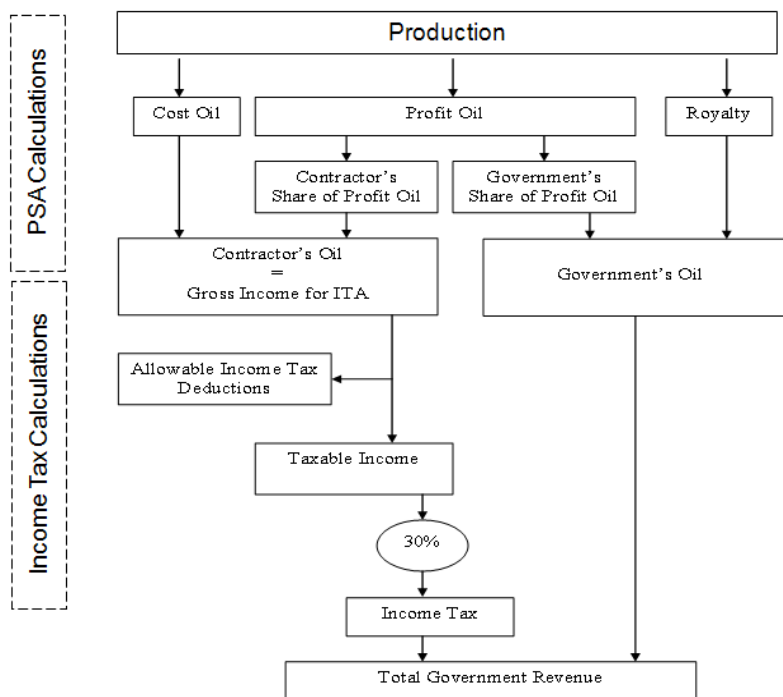 Production
PSA Calculations
Cost Oil
Profit Oil
Royalty
Contractor's
Share of Profit Oil
Government's
Share of Profit Oil
Contractor's Oil
=
Gross Income for ITA
Government's Oil
Income Tax Calculations
Allowable Income Tax
Deductions
Taxable Income
30%
Income Tax
Total Government Revenue